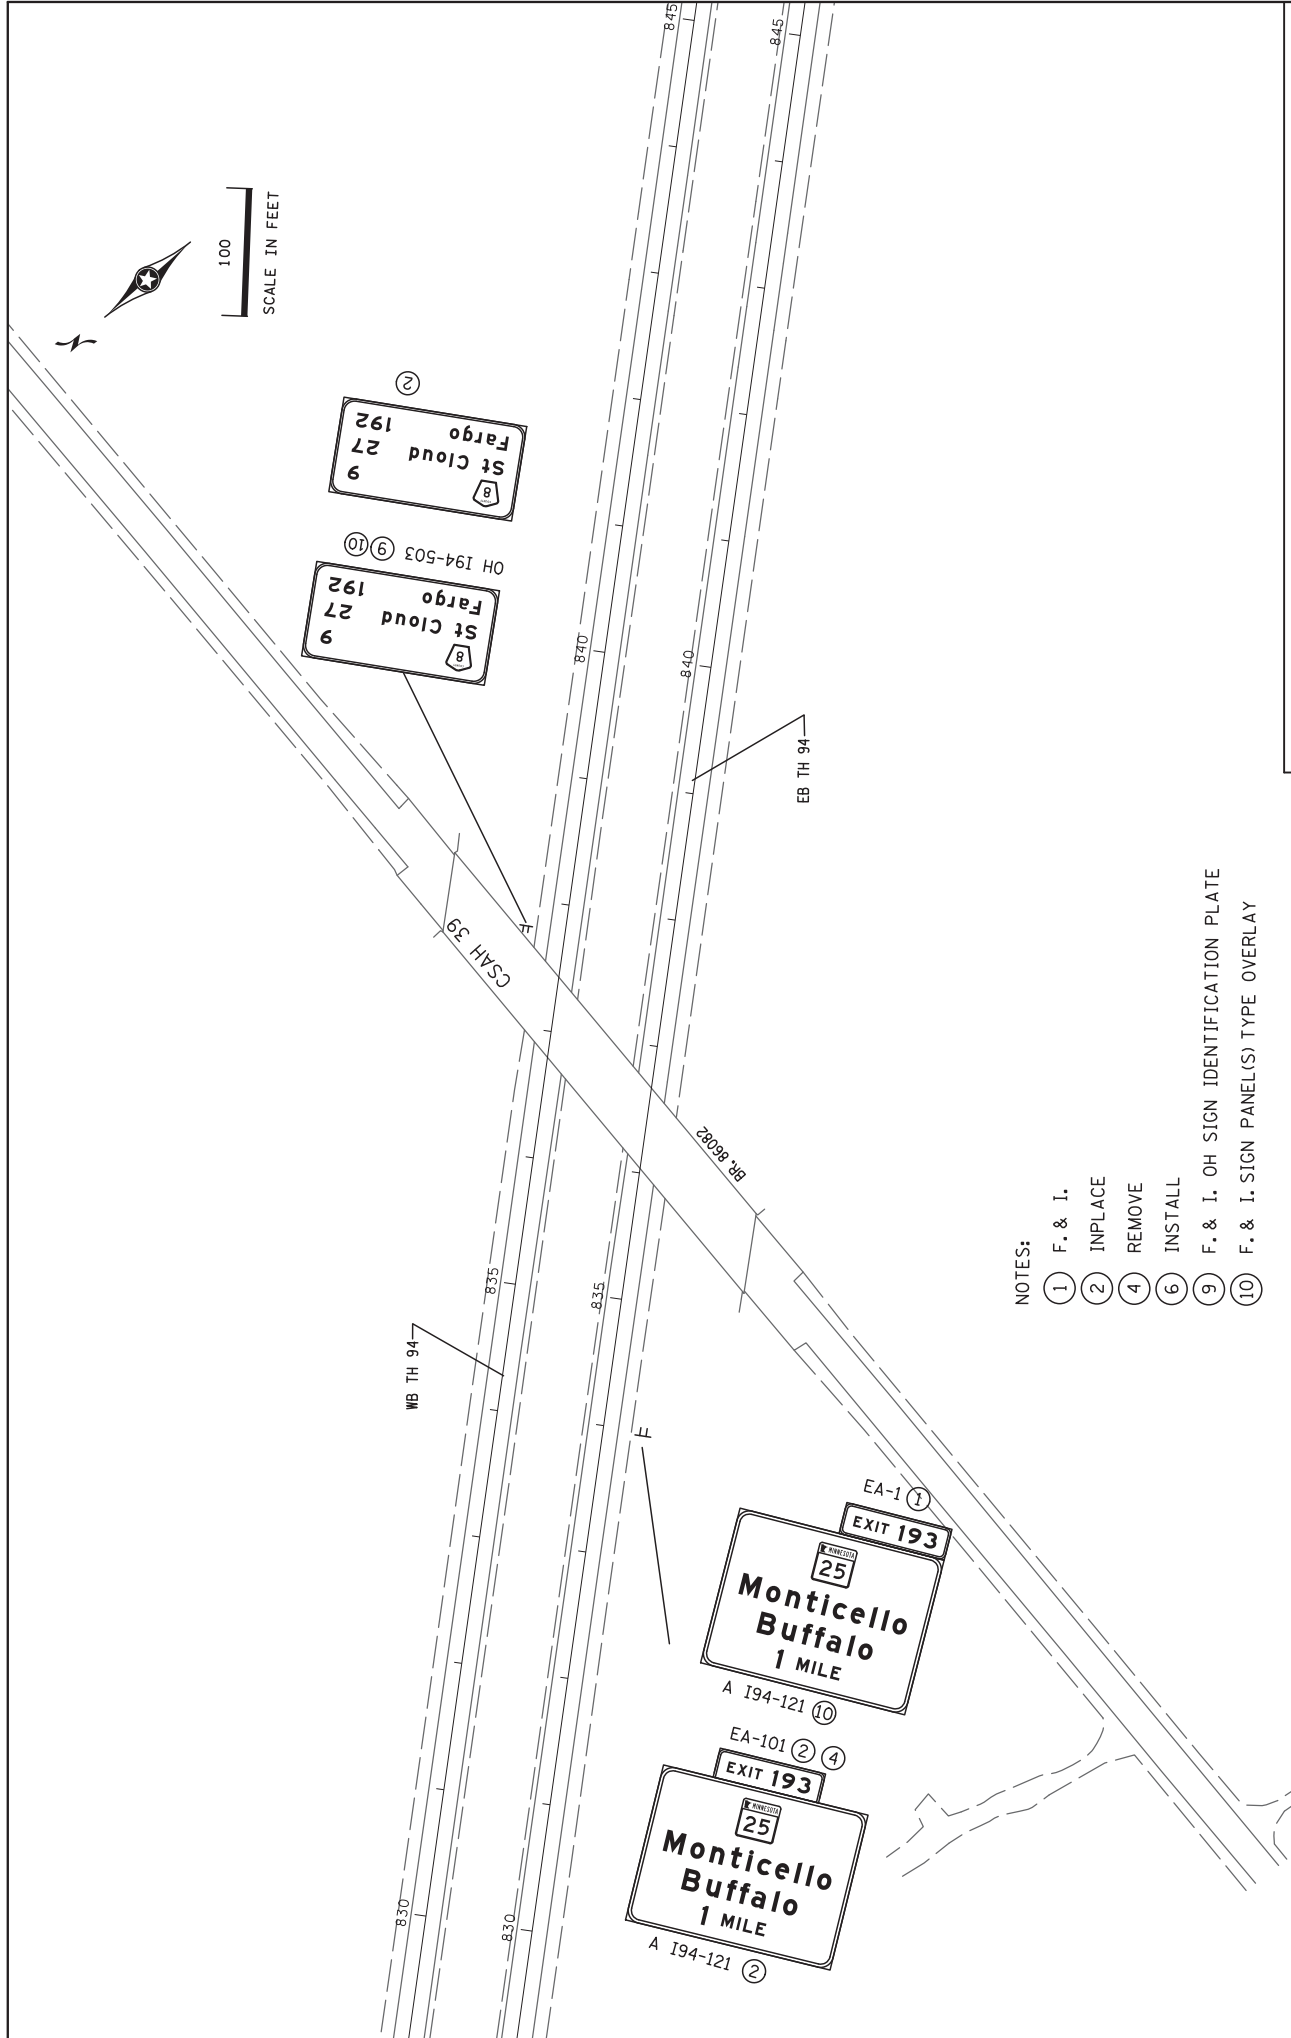 845
845
100
SCALE IN FEET
N
2
8
9
St Cloud 27
Fargo 192
OH I94-503 9 10
8
9
St Cloud 27
Fargo 192
840
840
EB TH 94
CSAH 39
BR. 86082
835
835
WB TH 94
EA-1 1
EXIT 193
MINNESOTA
25
Monticello
Buffalo
1 MILE
A I94-121 10
EA-101 2 4
EXIT 193
MINNESOTA
25
Monticello
Buffalo
1 MILE
A I94-121 2
830
830
NOTES:
1 F. & I.
2 INPLACE
4 REMOVE
6 INSTALL
9 F. & I. OH SIGN IDENTIFICATION PLATE
10 F. & I. SIGN PANEL(S) TYPE OVERLAY